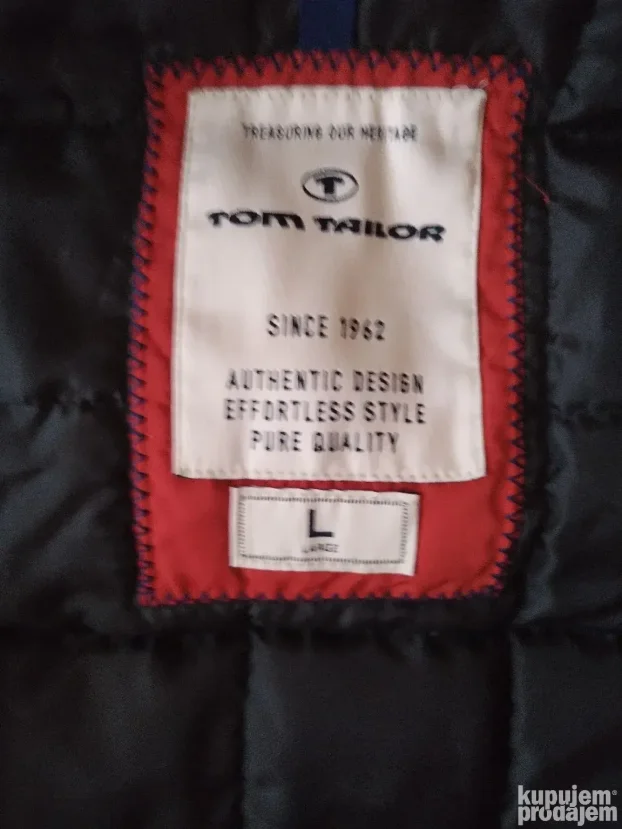 TREASURING OUR HERITAGE
T
TOM TAILOR
SINCE 1962
AUTHENTIC DESIGN
EFFORTLESS STYLE
PURE QUALITY
L
LARGE
kupujem®
prodajem